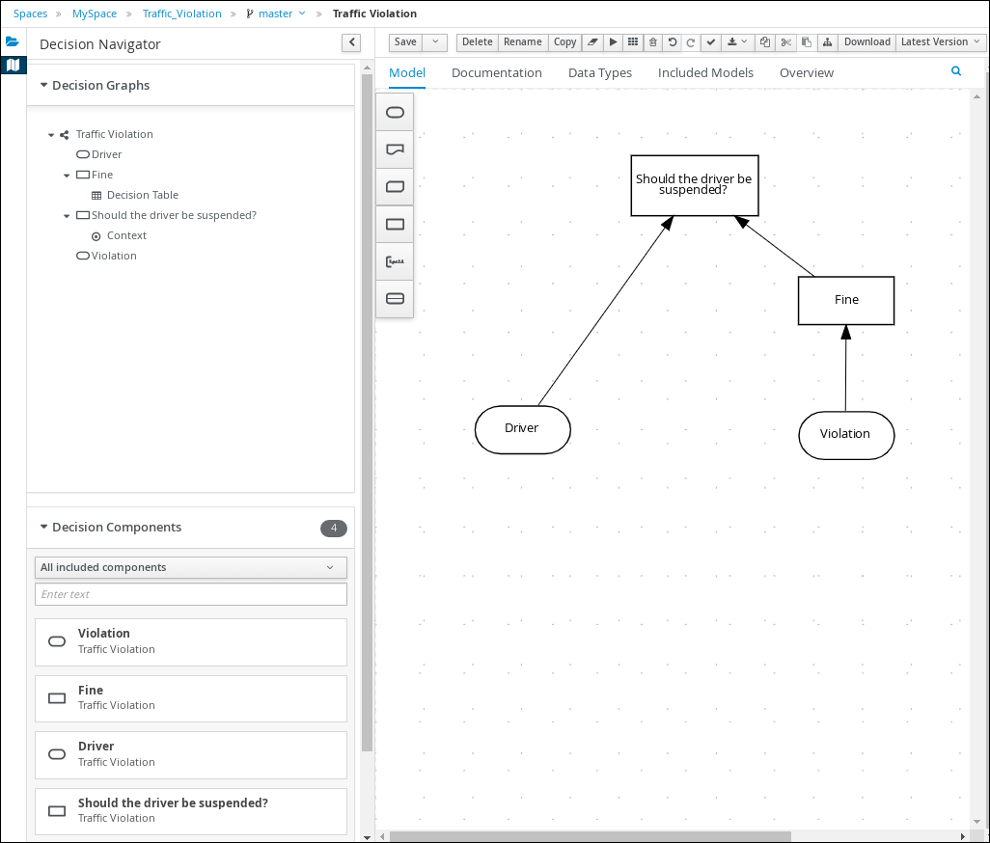 Spaces » MySpace » Traffic_Violation » master » Traffic Violation
Decision Navigator
Save Delete Rename Copy Download Latest Version
Model Documentation Data Types Included Models Overview
Decision Graphs
Traffic Violation
Driver
Fine
Decision Table
Should the driver be suspended?
Context
Violation
Should the driver be
suspended?
Fine
Driver
Violation
Decision Components 4
All included components
Enter text
Violation
Traffic Violation
Fine
Traffic Violation
Driver
Traffic Violation
Should the driver be suspended?
Traffic Violation